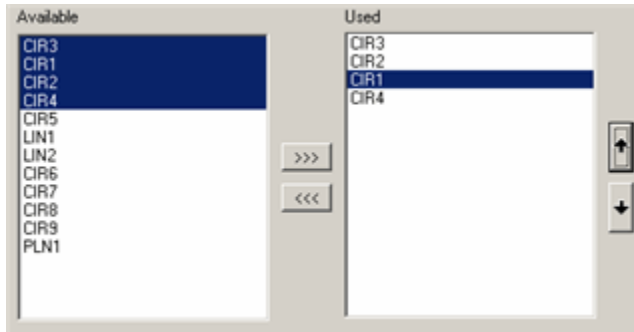 Available
CIR3
CIR1
CIR2
CIR4
CIR5
LIN1
LIN2
CIR6
CIR7
CIR8
CIR9
PLN1
>>>
<<<
Used
CIR3
CIR2
CIR1
CIR4